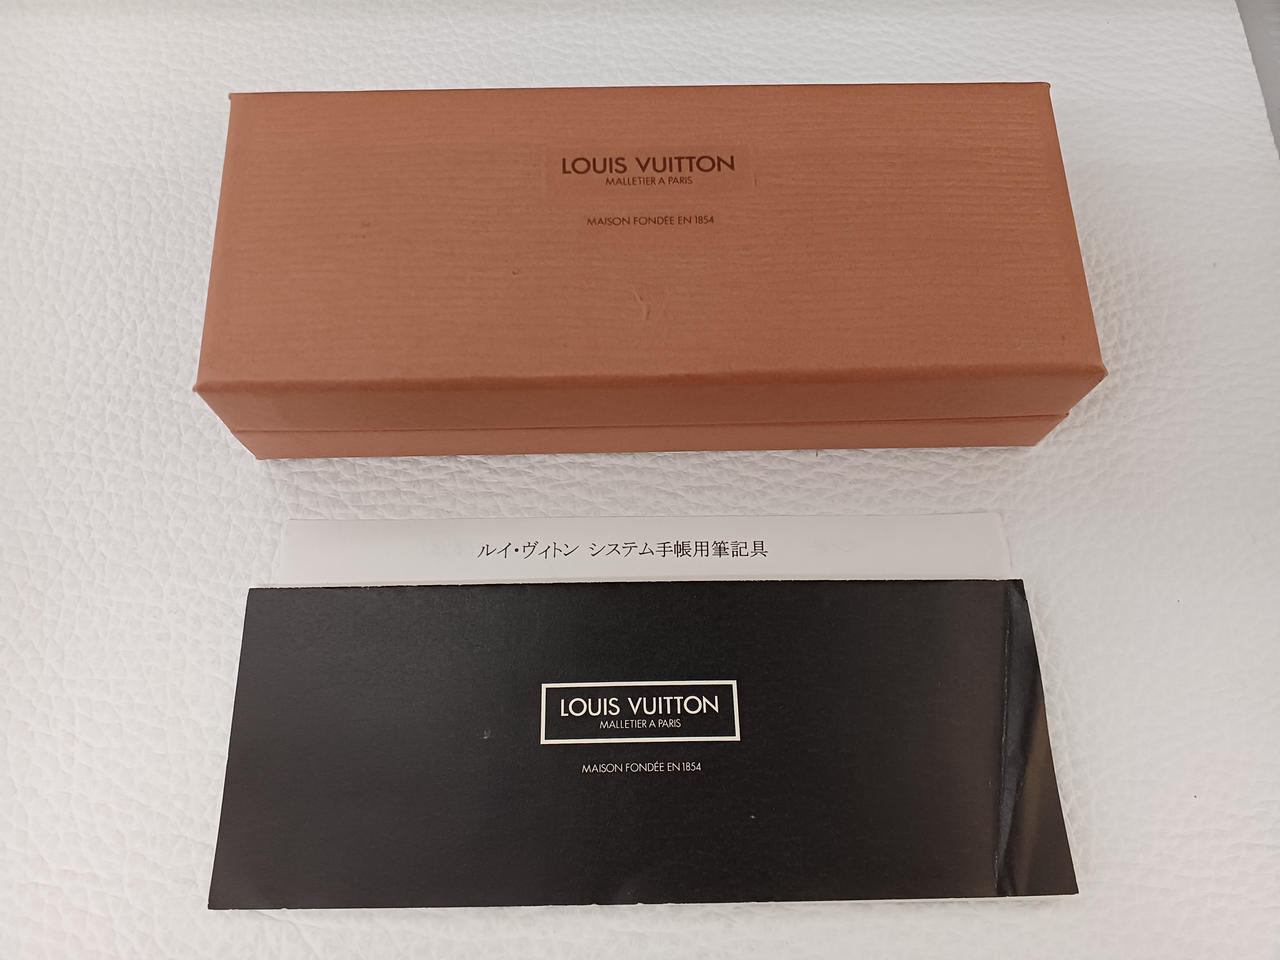 LOUIS VUITTON
MALLETIER A PARIS
MAISON FONDÉE EN 1854
ルイ・ヴィトン システム手帳用筆記具
LOUIS VUITTON
MALLETIER A PARIS
MAISON FONDÉE EN 1854